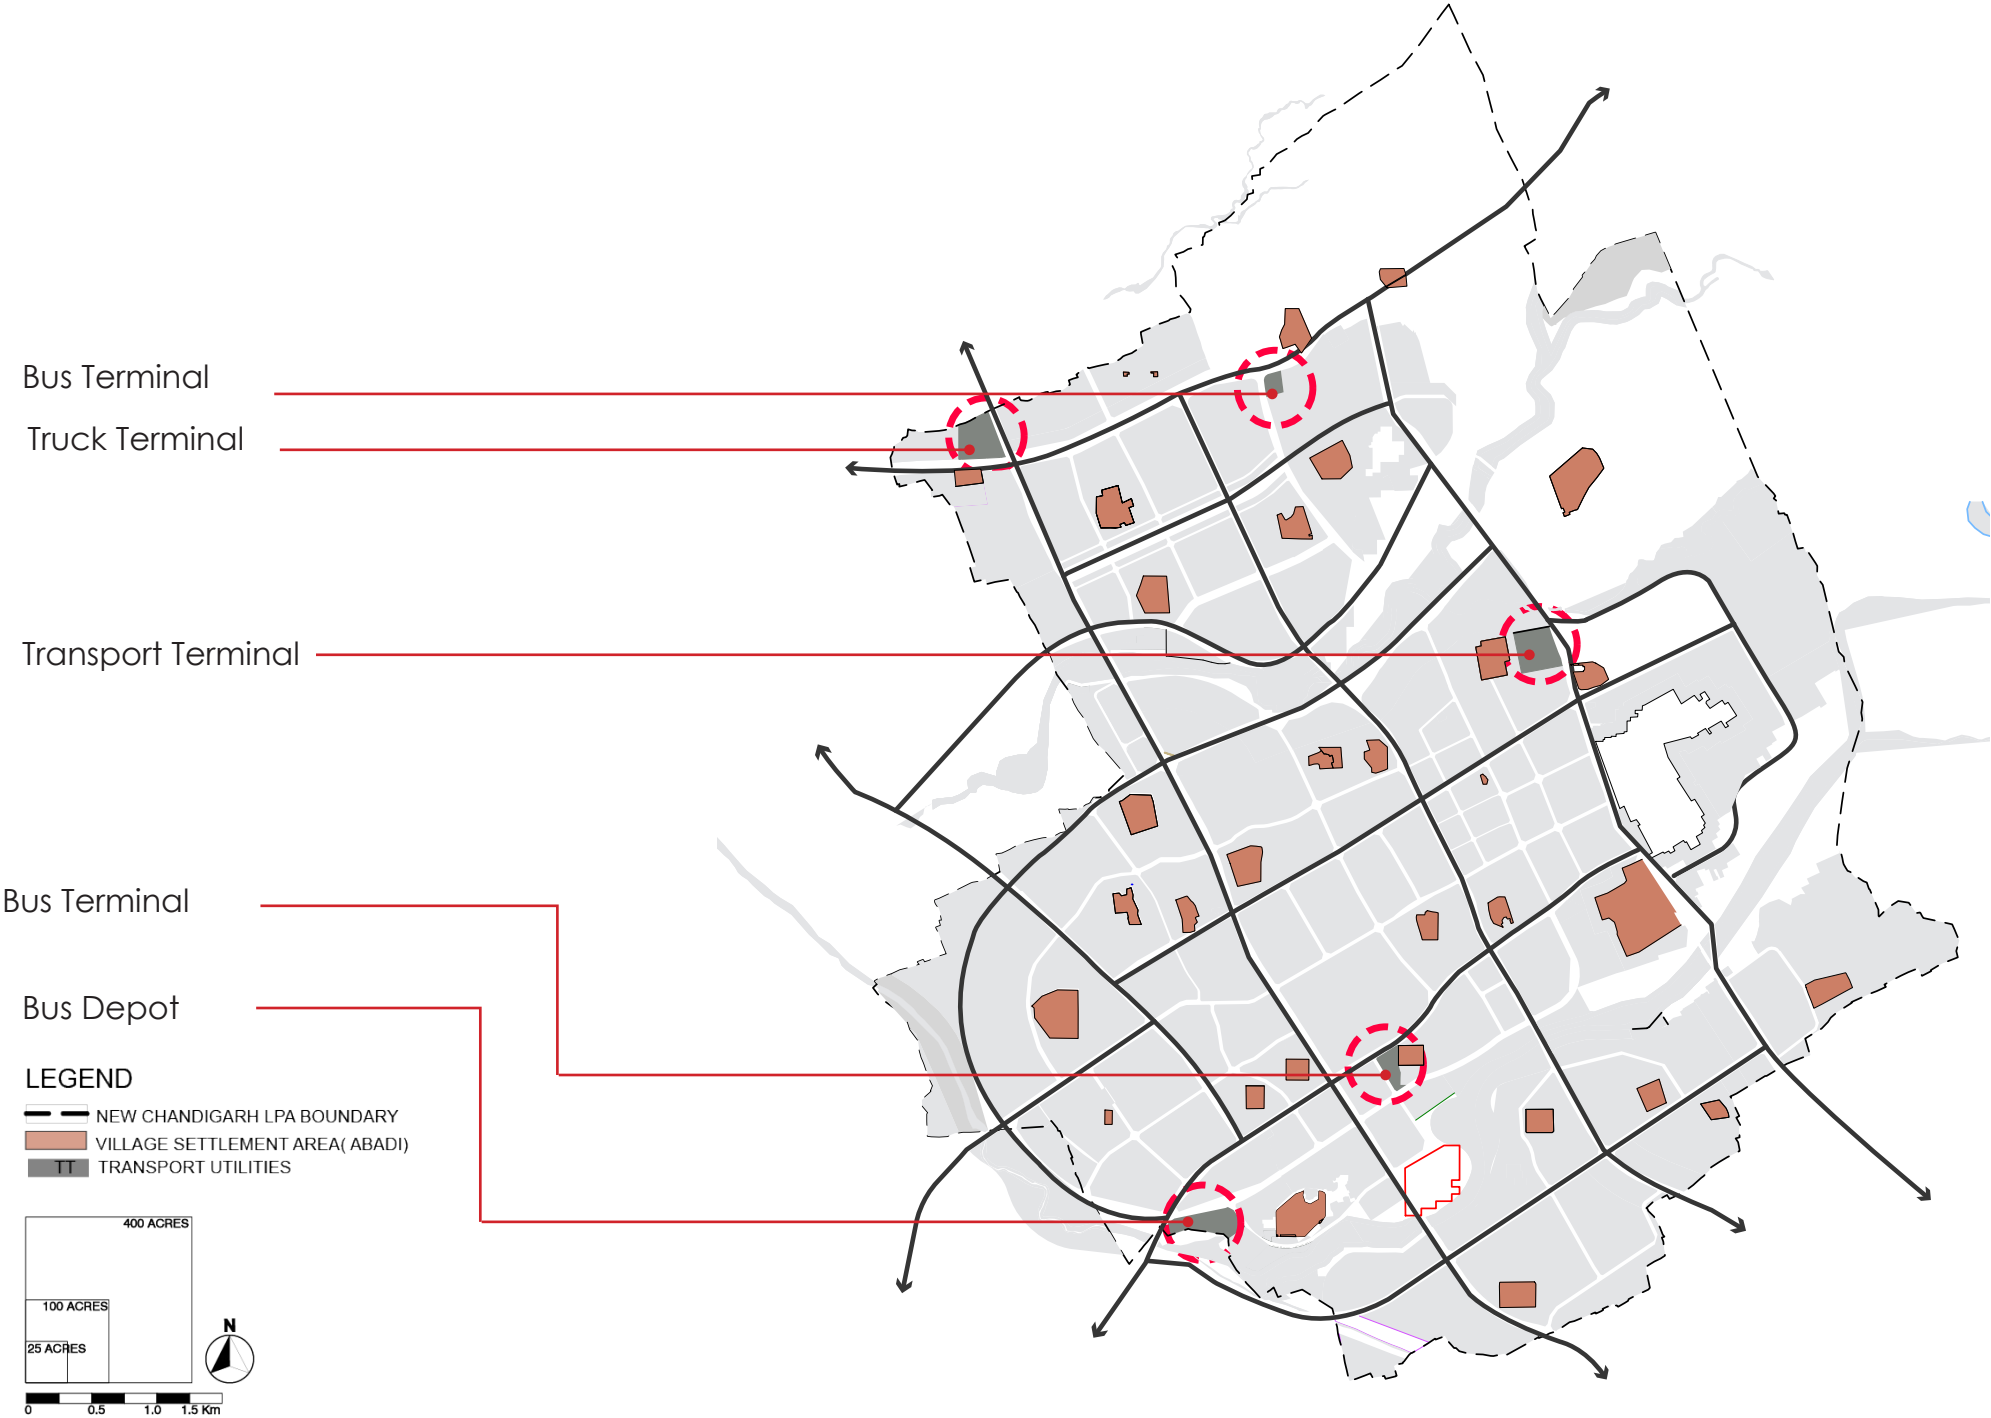 Bus Terminal
Truck Terminal
Transport Terminal
Bus Terminal
Bus Depot
LEGEND
NEW CHANDIGARH LPA BOUNDARY
VILLAGE SETTLEMENT AREA( ABADI)
TT TRANSPORT UTILITIES
400 ACRES
100 ACRES
25 ACRES
N
0 0.5 1.0 1.5 Km